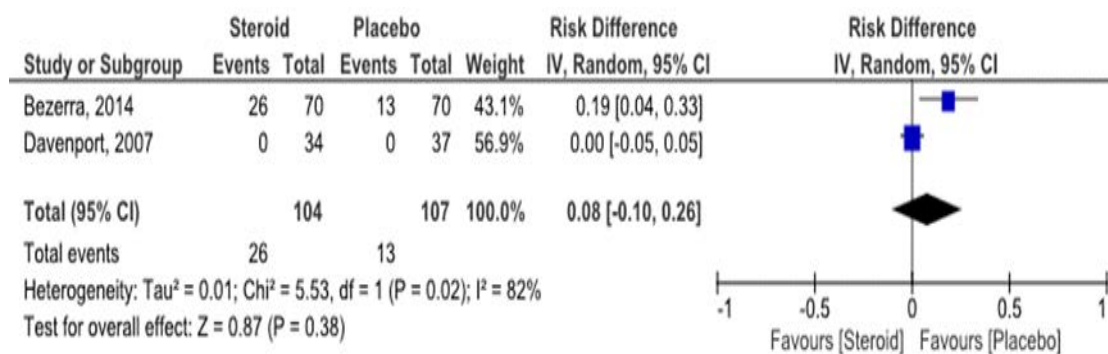 Steroid Placebo Risk Difference Risk Difference
Study or Subgroup Events Total Events Total Weight IV, Random, 95% CI IV, Random, 95% CI
Bezerra, 2014 26 70 13 70 43.1% 0.19 [0.04, 0.33]
Davenport, 2007 0 34 0 37 56.9% 0.00 [-0.05, 0.05]
Total (95% CI) 104 107 100.0% 0.08 [-0.10, 0.26]
Total events 26 13
Heterogeneity: Tau² = 0.01; Chi² = 5.53, df = 1 (P = 0.02); I² = 82%
Test for overall effect: Z = 0.87 (P = 0.38)
-1 -0.5 0 0.5 1
Favours [Steroid] Favours [Placebo]